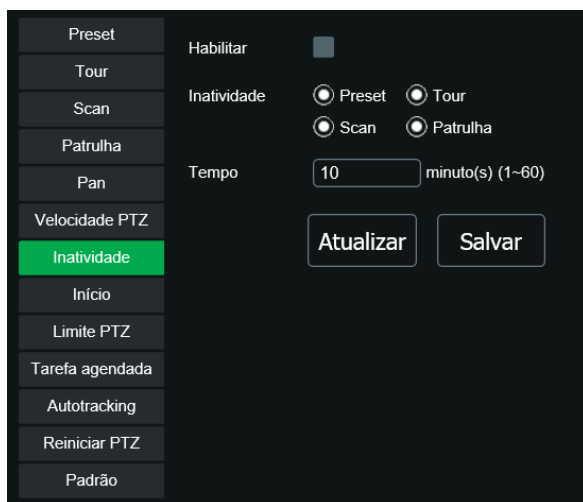 Preset
Tour
Scan
Patrulha
Pan
Velocidade PTZ
Inatividade
Início
Limite PTZ
Tarefa agendada
Autotracking
Reiniciar PTZ
Padrão
Habilitar
Inatividade Preset Tour
Scan Patrulha
Tempo 10 minuto(s) (1~60)
Atualizar Salvar